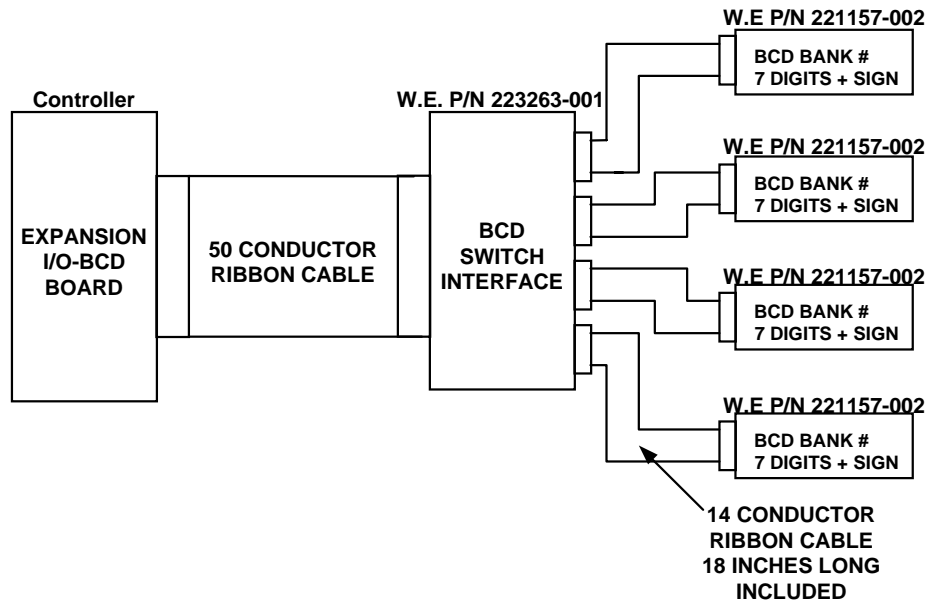 Controller
EXPANSION
I/O-BCD
BOARD
50 CONDUCTOR
RIBBON CABLE
W.E. P/N 223263-001
BCD
SWITCH
INTERFACE
W.E P/N 221157-002
BCD BANK #
7 DIGITS + SIGN
W.E P/N 221157-002
BCD BANK #
7 DIGITS + SIGN
W.E P/N 221157-002
BCD BANK #
7 DIGITS + SIGN
W.E P/N 221157-002
BCD BANK #
7 DIGITS + SIGN
14 CONDUCTOR
RIBBON CABLE
18 INCHES LONG
INCLUDED